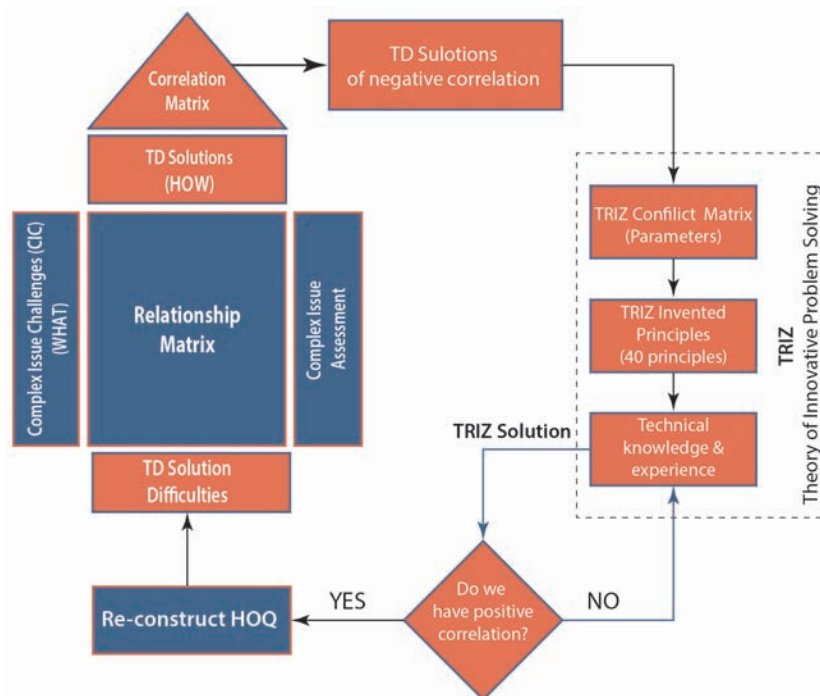 Correlation
Matrix
TD Sulotions
of negative correlation
TD Solutions
(HOW)
Complex Issue Challenges (CIC)
(WHAT)
Relationship
Matrix
Complex Issue
Assessment
TD Solution
Difficulties
Re-construct HOQ
YES
Do we
have positive
correlation?
NO
TRIZ Solution
TRIZ Confilict Matrix
(Parameters)
TRIZ Invented
Principles
(40 principles)
Technical
knowledge &
experience
TRIZ
Theory of Innovative Problem Solving